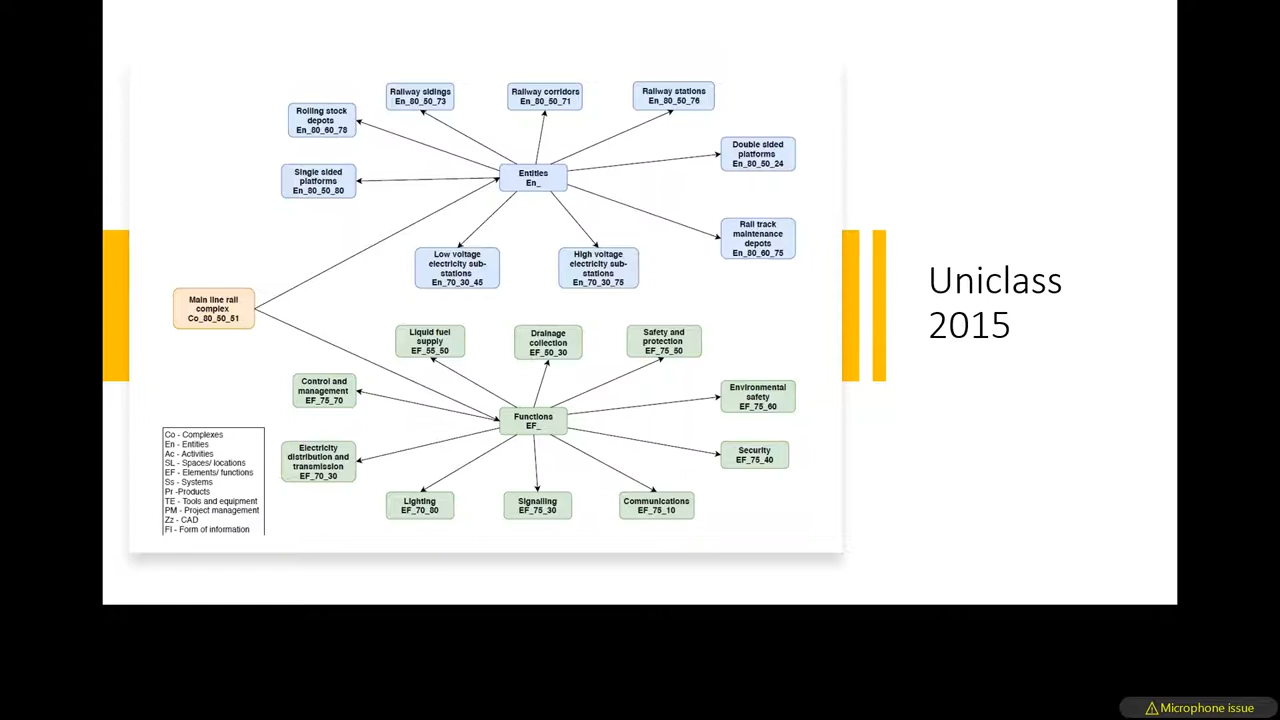 Railway sidings
En_80_50_73
Railway corridors
En_80_50_71
Railway stations
En_80_50_76
Rolling stock
depots
En_80_60_78
Double sided
platforms
En_80_50_24
Single sided
platforms
En_80_50_80
Entities
En_
Rail track
maintenance
depots
En_80_60_75
Low voltage
electricity sub-
stations
En_70_30_45
High voltage
electricity sub-
stations
En_70_30_75
Main line rail
complex
Co_80_50_51
Liquid fuel
supply
EF_55_50
Drainage
collection
EF_50_30
Safety and
protection
EF_75_50
Control and
management
EF_75_70
Environmental
safety
EF_75_60
Functions
EF_
Electricity
distribution and
transmission
EF_70_30
Security
EF_75_40
Lighting
EF_70_80
Signalling
EF_75_30
Communications
EF_75_10
Co - Complexes
En - Entities
Ac - Activities
SL - Spaces/ locations
EF - Elements/ functions
Ss - Systems
Pr -Products
TE - Tools and equipment
PM - Project management
Zz - CAD
FI - Form of information
Uniclass
2015
Microphone issue